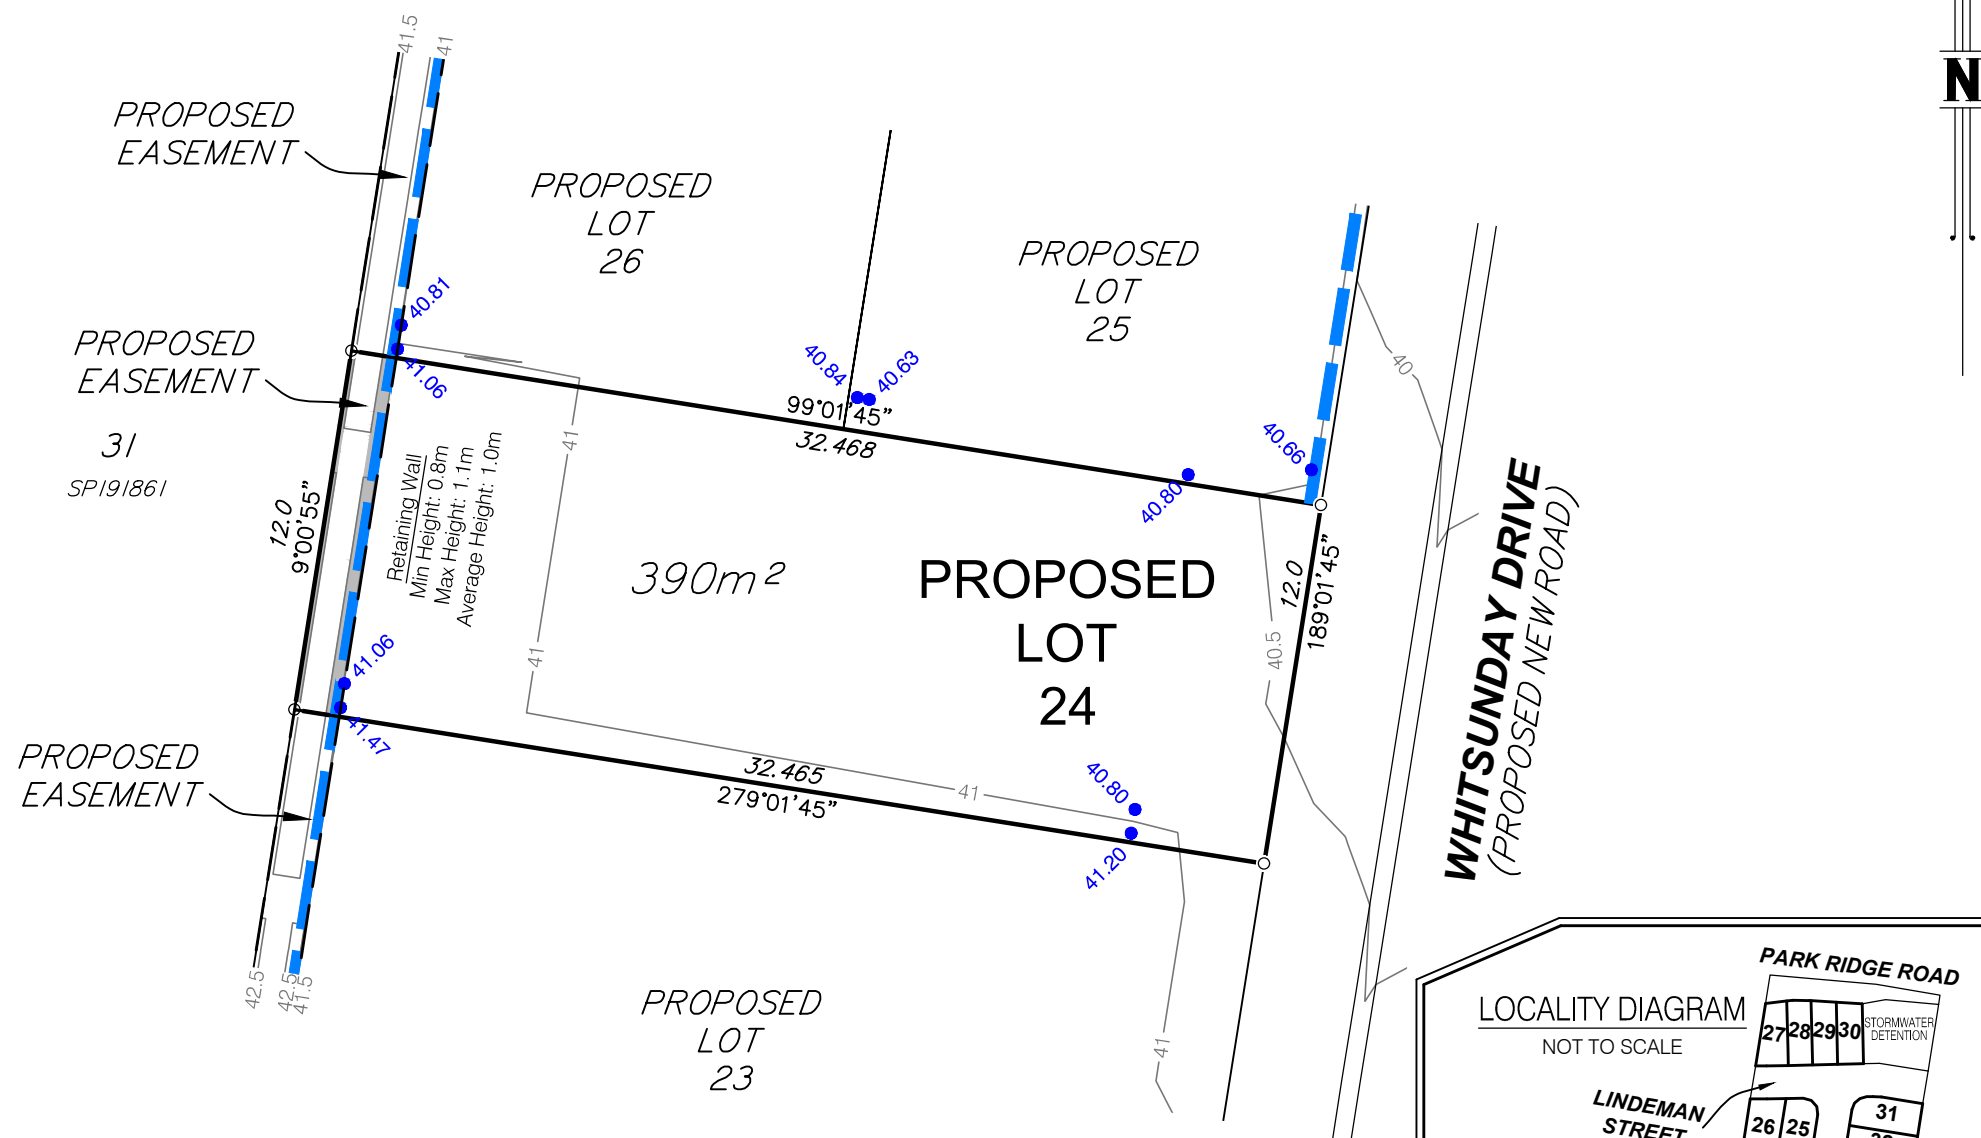 41.5
41
N
PROPOSED
EASEMENT
PROPOSED
LOT
26
PROPOSED
LOT
25
40.81
41.06
PROPOSED
EASEMENT
31
SP191861
40.84
40.63
99°01'45"
32.468
40
41
40.66
40.80
12.0
9°00'55"
Retaining Wall
Min Height: 0.8m
Max Height: 1.1m
Average Height: 1.0m
390m²
PROPOSED
LOT
24
12.0
189°01'45"
40.5
41
WHITSUNDAY DRIVE
(PROPOSED NEW ROAD)
41.06
41.47
PROPOSED
EASEMENT
32.465
279°01'45"
41
40.80
41.20
42.5
42.5
41.5
PROPOSED
LOT
23
41
LOCALITY DIAGRAM
NOT TO SCALE
PARK RIDGE ROAD
27 28 29 30
STORMWATER
DETENTION
LINDEMAN
STREET
26 25
31